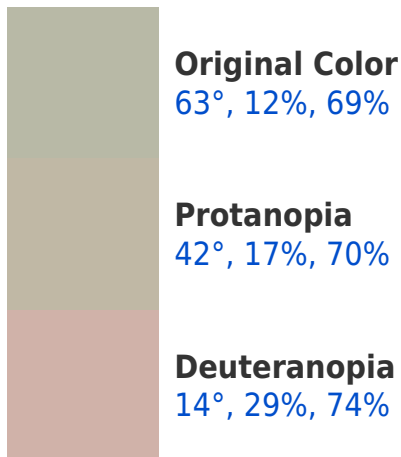 Original Color
63°, 12%, 69%
Protanopia
42°, 17%, 70%
Deuteranopia
14°, 29%, 74%